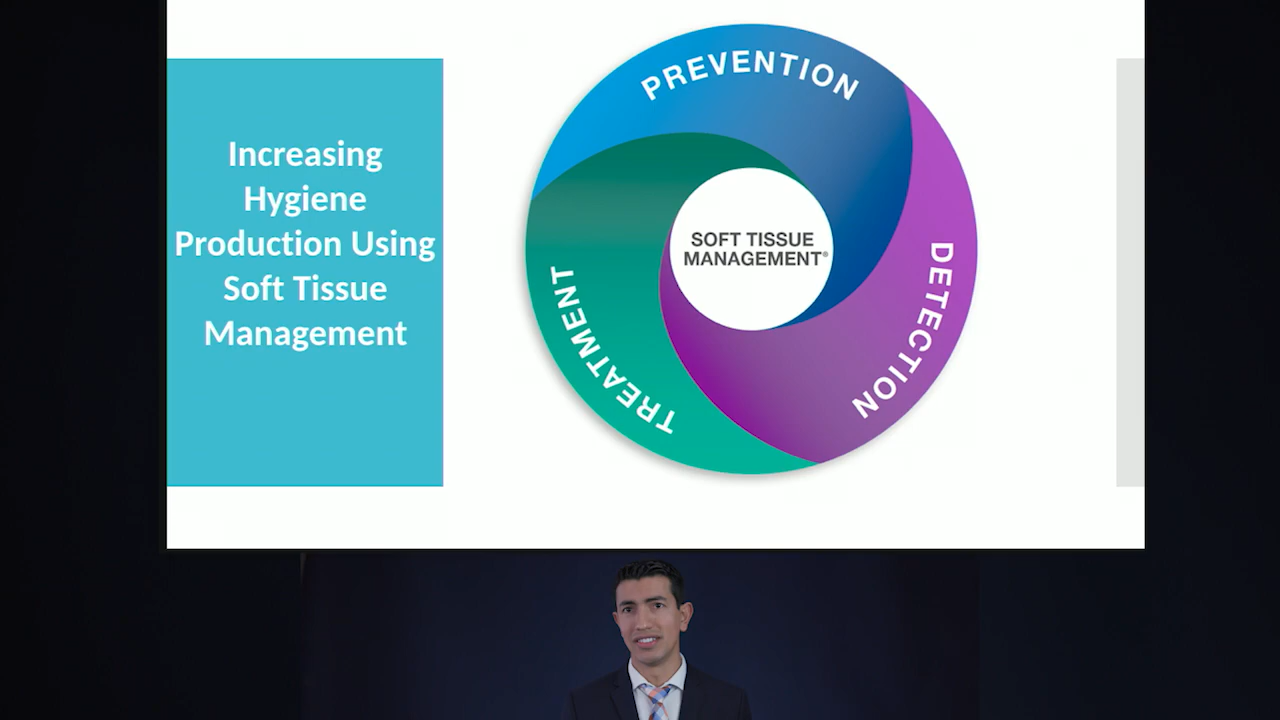 Increasing
Hygiene
Production Using
Soft Tissue
Management
PREVENTION
SOFT TISSUE
MANAGEMENT®
DETECTION
TREATMENT